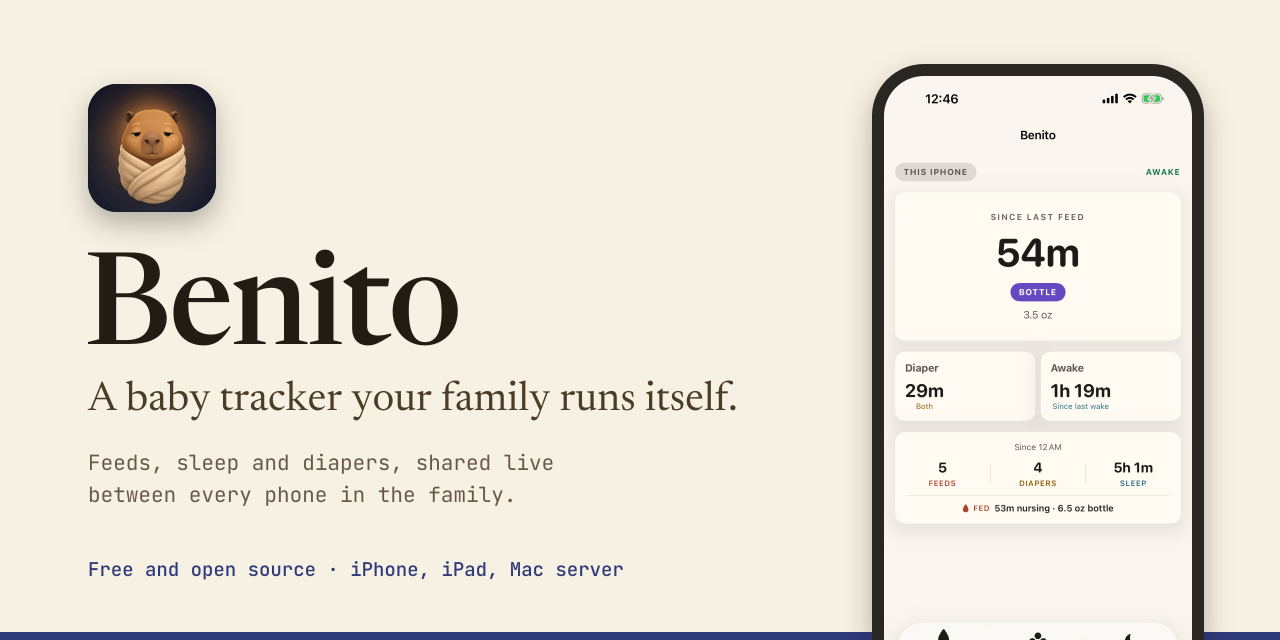 Benito
A baby tracker your family runs itself.
Feeds, sleep and diapers, shared live
between every phone in the family.
Free and open source · iPhone, iPad, Mac server
12:46
Benito
THIS IPHONE
AWAKE
SINCE LAST FEED
54m
BOTTLE
3.5 oz
Diaper
29m
Both
Awake
1h 19m
Since last wake
Since 12 AM
5
FEEDS
4
DIAPERS
5h 1m
SLEEP
FED 53m nursing · 6.5 oz bottle